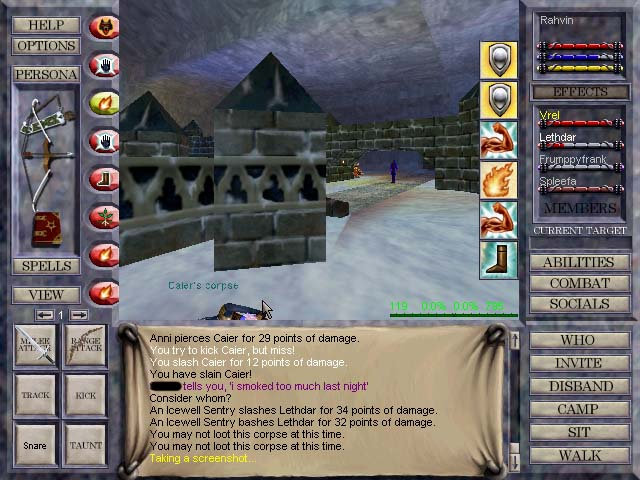 HELP
OPTIONS
PERSONA
SPELLS
VIEW
1
MELEE ATTACK
RANGE ATTACK
TRACK
KICK
Snare
TAUNT
Caier's corpse
Anni pierces Caier for 29 points of damage.
You try to kick Caier, but miss!
You slash Caier for 12 points of damage.
You have slain Caier!
tells you, 'i smoked too much last night'
Consider whom?
An Icewell Sentry slashes Lethdar for 34 points of damage.
An Icewell Sentry bashes Lethdar for 32 points of damage.
You may not loot this corpse at this time.
You may not loot this corpse at this time.
Taking a screenshot...
Rahvin
EFFECTS
Vrel
Lethdar
Frumppyfrank
Spleefa
MEMBERS
CURRENT TARGET
ABILITIES
COMBAT
SOCIALS
WHO
INVITE
DISBAND
CAMP
SIT
WALK